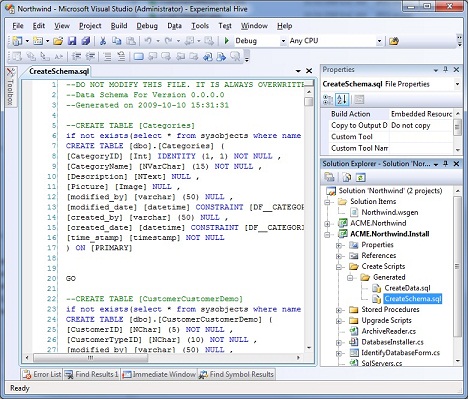 Northwind - Microsoft Visual Studio (Administrator) - Experimental Hive
File Edit View Project Build Debug Data Tools Test Window Help
Debug Any CPU
Toolbox
CreateSchema.sql
1 --DO NOT MODIFY THIS FILE. IT IS ALWAYS OVERWRITTE
2 --Data Schema For Version 0.0.0.0
3 --Generated on 2009-10-10 15:31:31
4
5 --CREATE TABLE [Categories]
6 if not exists(select * from sysobjects where name
7 CREATE TABLE [dbo].[Categories] (
8 [CategoryID] [Int] IDENTITY (1, 1) NOT NULL ,
9 [CategoryName] [NVarChar] (15) NOT NULL ,
10 [Description] [NText] NULL ,
11 [Picture] [Image] NULL ,
12 [modified_by] [varchar] (50) NULL ,
13 [modified_date] [datetime] CONSTRAINT [DF__CATEGOR
14 [created_by] [varchar] (50) NULL ,
15 [created_date] [datetime] CONSTRAINT [DF__CATEGORI
16 [time_stamp] [timestamp] NOT NULL
17 ) ON [PRIMARY]
18
19
20 GO
21
22 --CREATE TABLE [CustomerCustomerDemo]
23 if not exists(select * from sysobjects where name
24 CREATE TABLE [dbo].[CustomerCustomerDemo] (
25 [CustomerID] [NChar] (5) NOT NULL ,
26 [CustomerTypeID] [NChar] (10) NOT NULL ,
27 [modified_by] [varchar] (50) NULL ,
Properties
CreateSchema.sql File Properties
Build Action Embedded Resource
Copy to Output D Do not copy
Custom Tool
Custom Tool Nam
Solution Explorer - Solution 'Northw...
Solution 'Northwind' (2 projects)
Solution Items
Northwind.wsgen
ACME.Northwind
ACME.Northwind.Install
Properties
References
Create Scripts
Generated
CreateData.sql
CreateSchema.sql
Stored Procedures
Upgrade Scripts
ArchiveReader.cs
DatabaseInstaller.cs
IdentifyDatabaseForm.cs
SqlServers.cs
Error List Find Results 1 Immediate Window Find Symbol Results
Ready